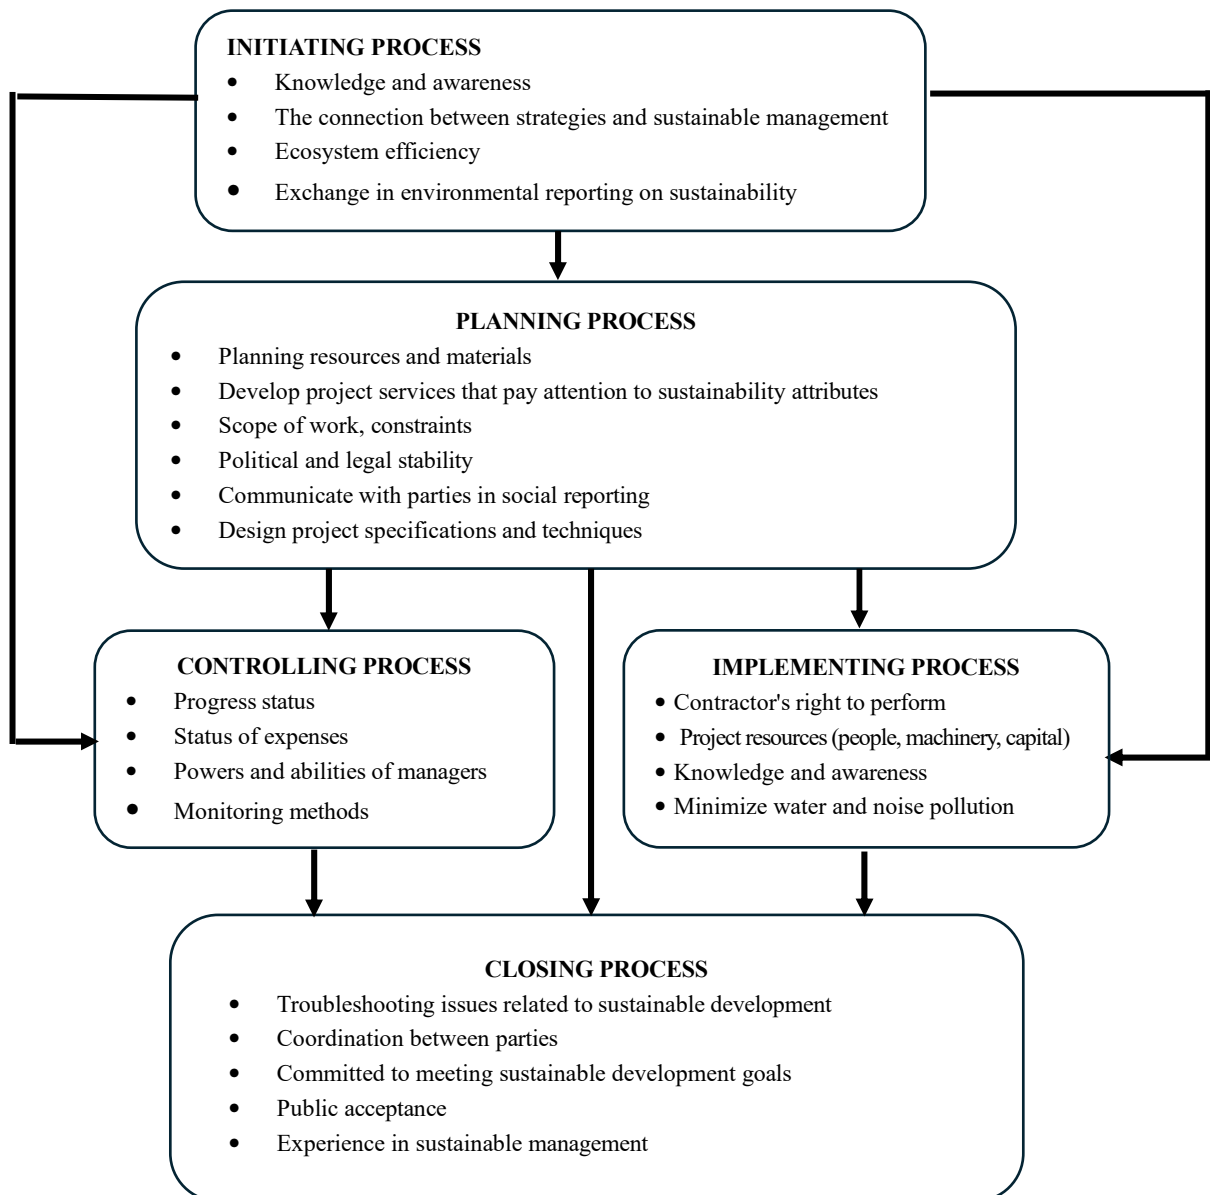 INITIATING PROCESS
• Knowledge and awareness
• The connection between strategies and sustainable management
• Ecosystem efficiency
• Exchange in environmental reporting on sustainability
PLANNING PROCESS
• Planning resources and materials
• Develop project services that pay attention to sustainability attributes
• Scope of work, constraints
• Political and legal stability
• Communicate with parties in social reporting
• Design project specifications and techniques
CONTROLLING PROCESS
• Progress status
• Status of expenses
• Powers and abilities of managers
• Monitoring methods
IMPLEMENTING PROCESS
• Contractor's right to perform
• Project resources (people, machinery, capital)
• Knowledge and awareness
• Minimize water and noise pollution
CLOSING PROCESS
• Troubleshooting issues related to sustainable development
• Coordination between parties
• Committed to meeting sustainable development goals
• Public acceptance
• Experience in sustainable management